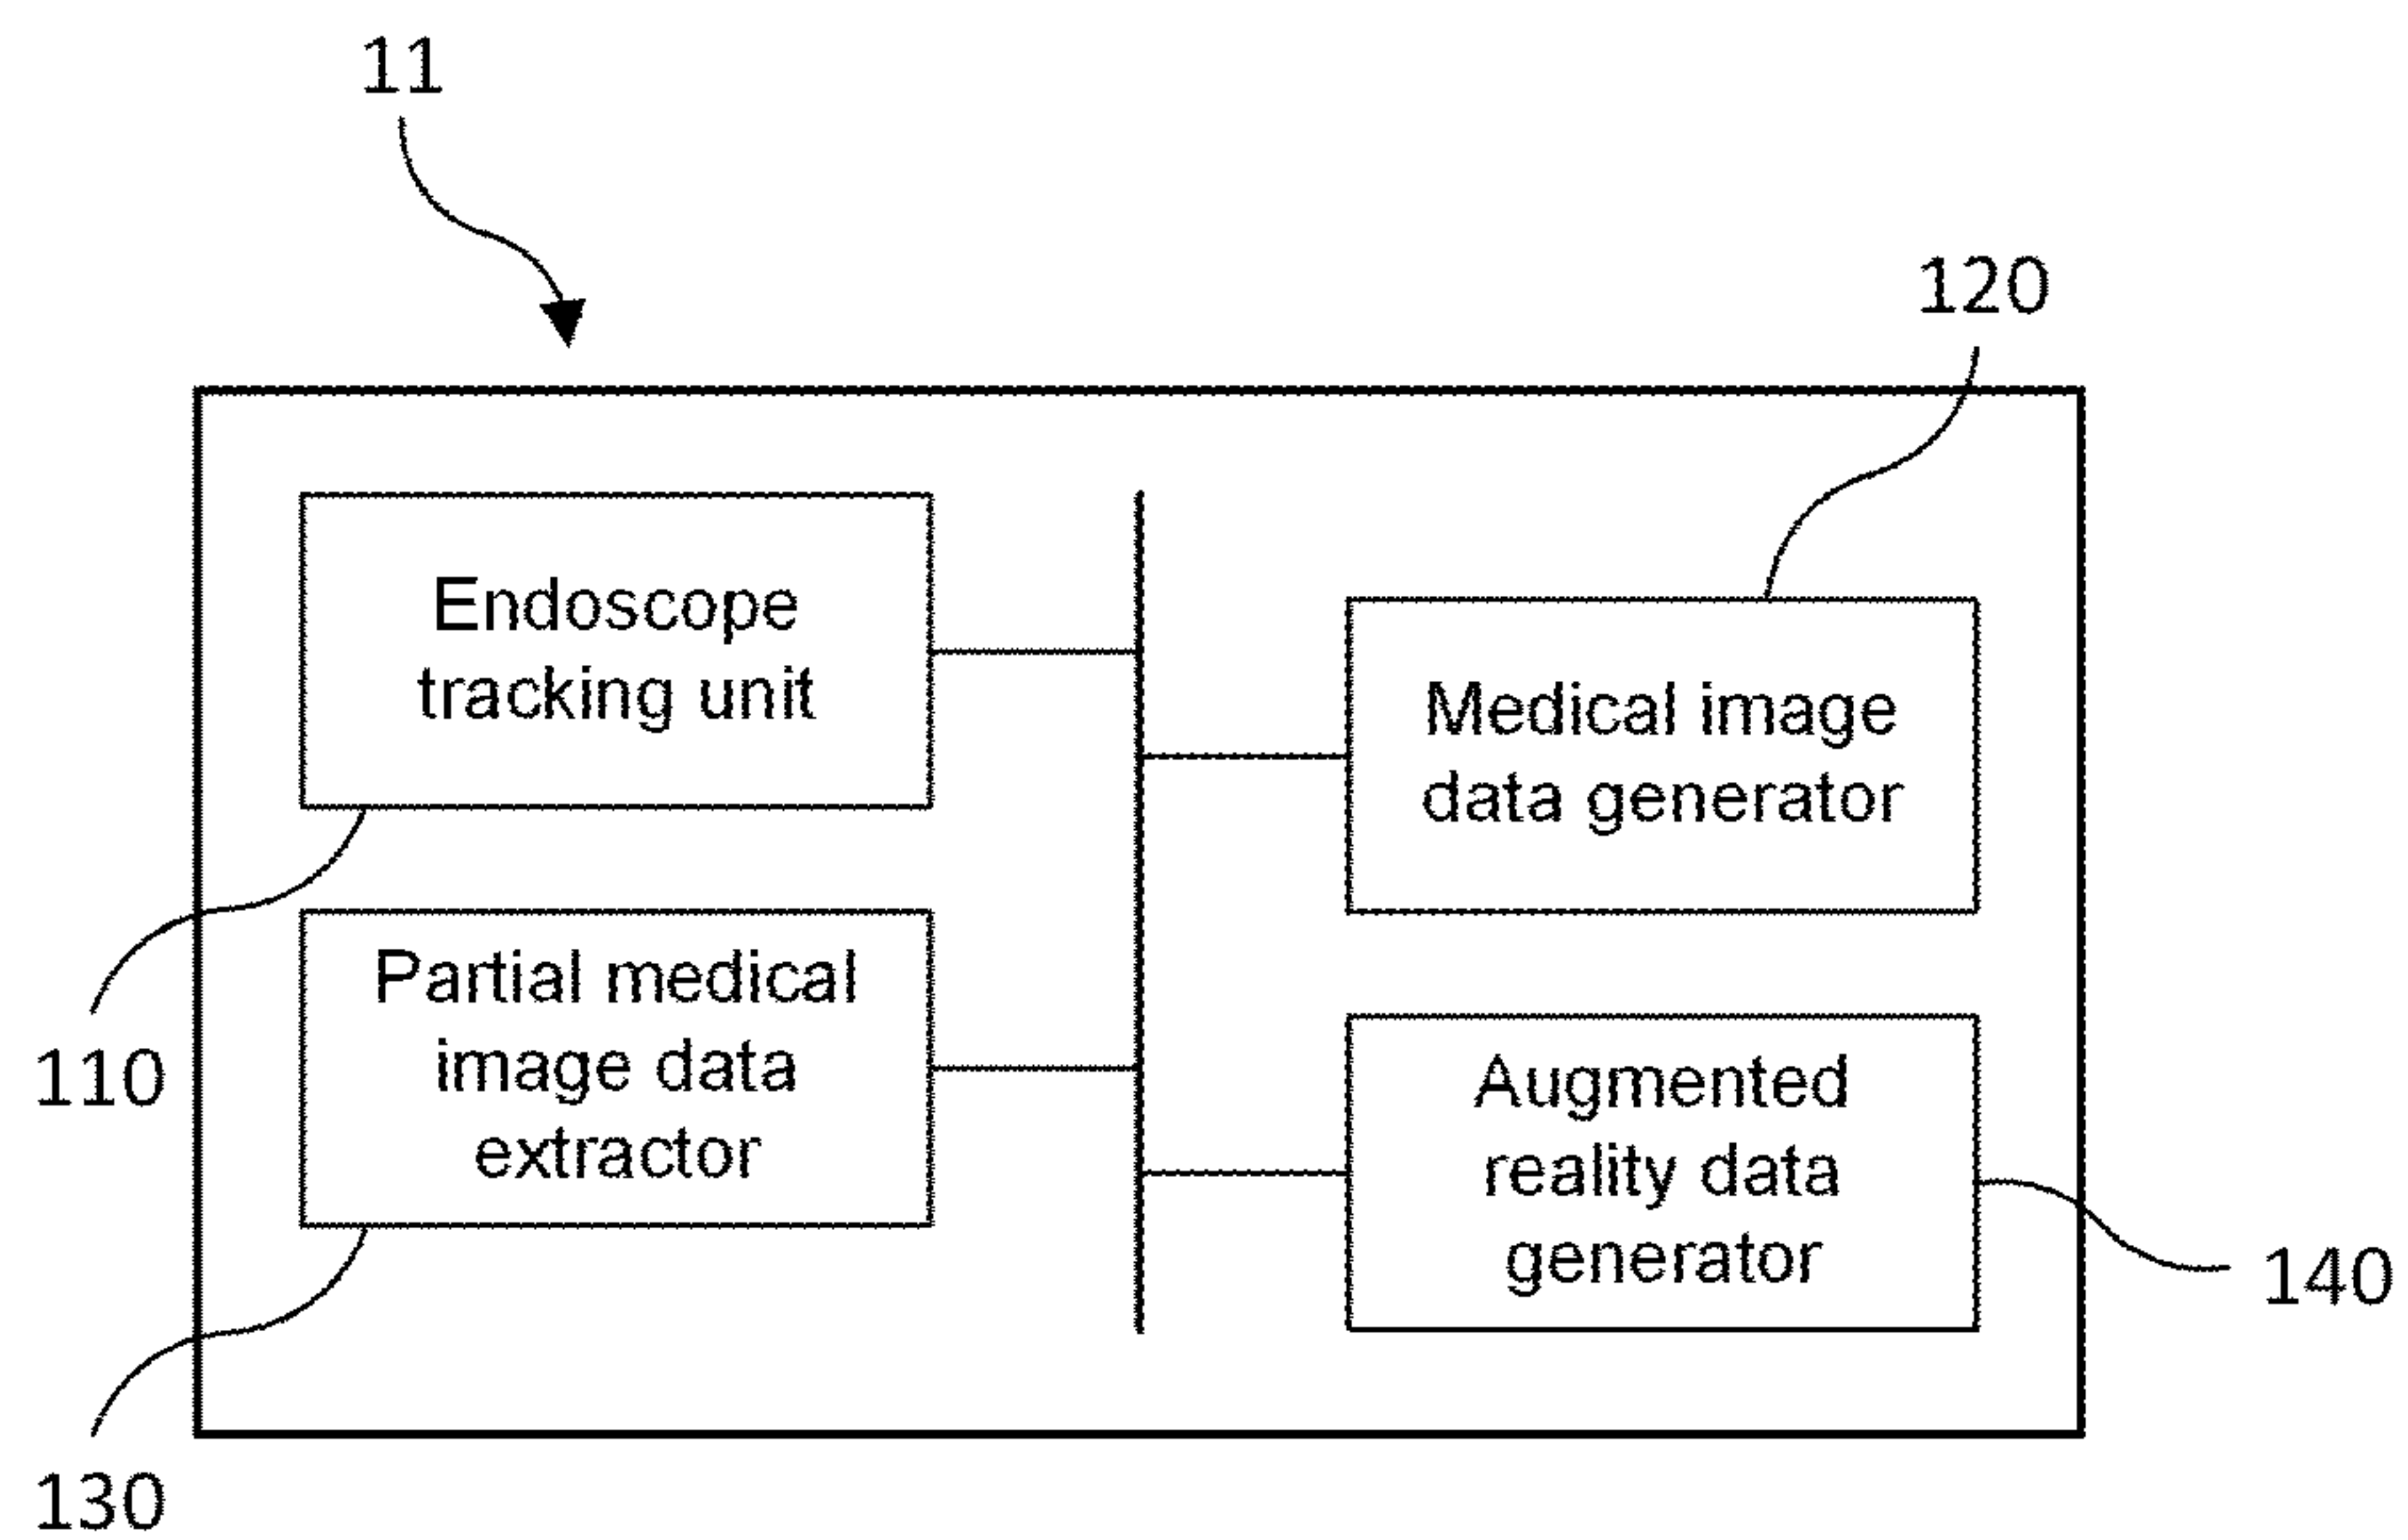 11
120
Endoscope
tracking unit
Medical image
data generator
110
Partial medical
image data
extractor
Augmented
reality data
generator
140
130